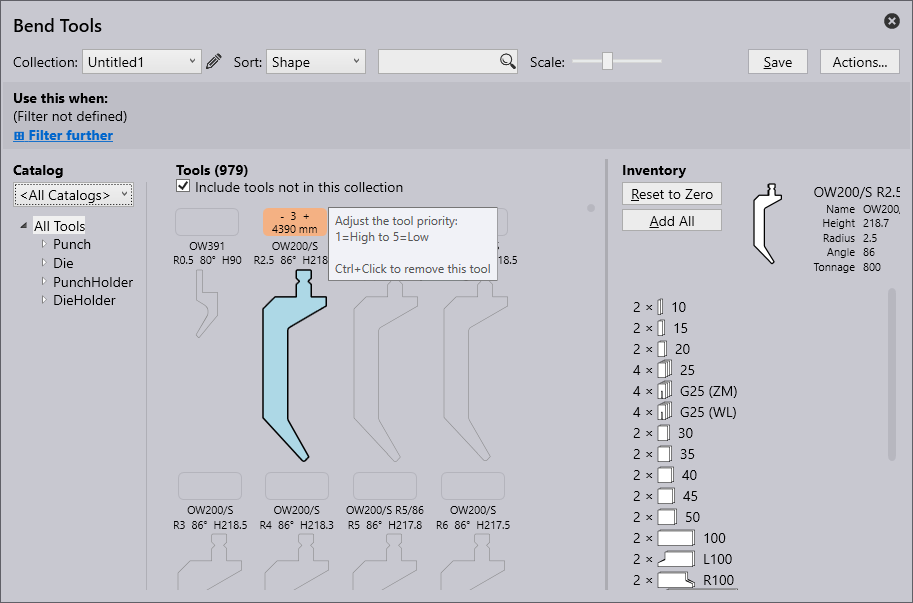 Bend Tools
Collection: Untitled1 Sort: Shape Scale: Save Actions...
Use this when:
(Filter not defined)
Filter further
Catalog
<All Catalogs>
All Tools
Punch
Die
PunchHolder
DieHolder
Tools (979)
Include tools not in this collection
- 3 +
4390 mm
OW391
R0.5 80° H90
OW200/S
R2.5 86° H218
8.5
Adjust the tool priority:
1=High to 5=Low
Ctrl+Click to remove this tool
OW200/S
R3 86° H218.5
OW200/S
R4 86° H218.3
OW200/S R5/86
R5 86° H217.8
OW200/S
R6 86° H217.5
Inventory
Reset to Zero
Add All
OW200/S R2.5
Name OW200,
Height 218.7
Radius 2.5
Angle 86
Tonnage 800
2 × 10
2 × 15
2 × 20
4 × 25
4 × G25 (ZM)
4 × G25 (WL)
2 × 30
2 × 35
2 × 40
2 × 45
2 × 50
2 × 100
2 × L100
2 × R100